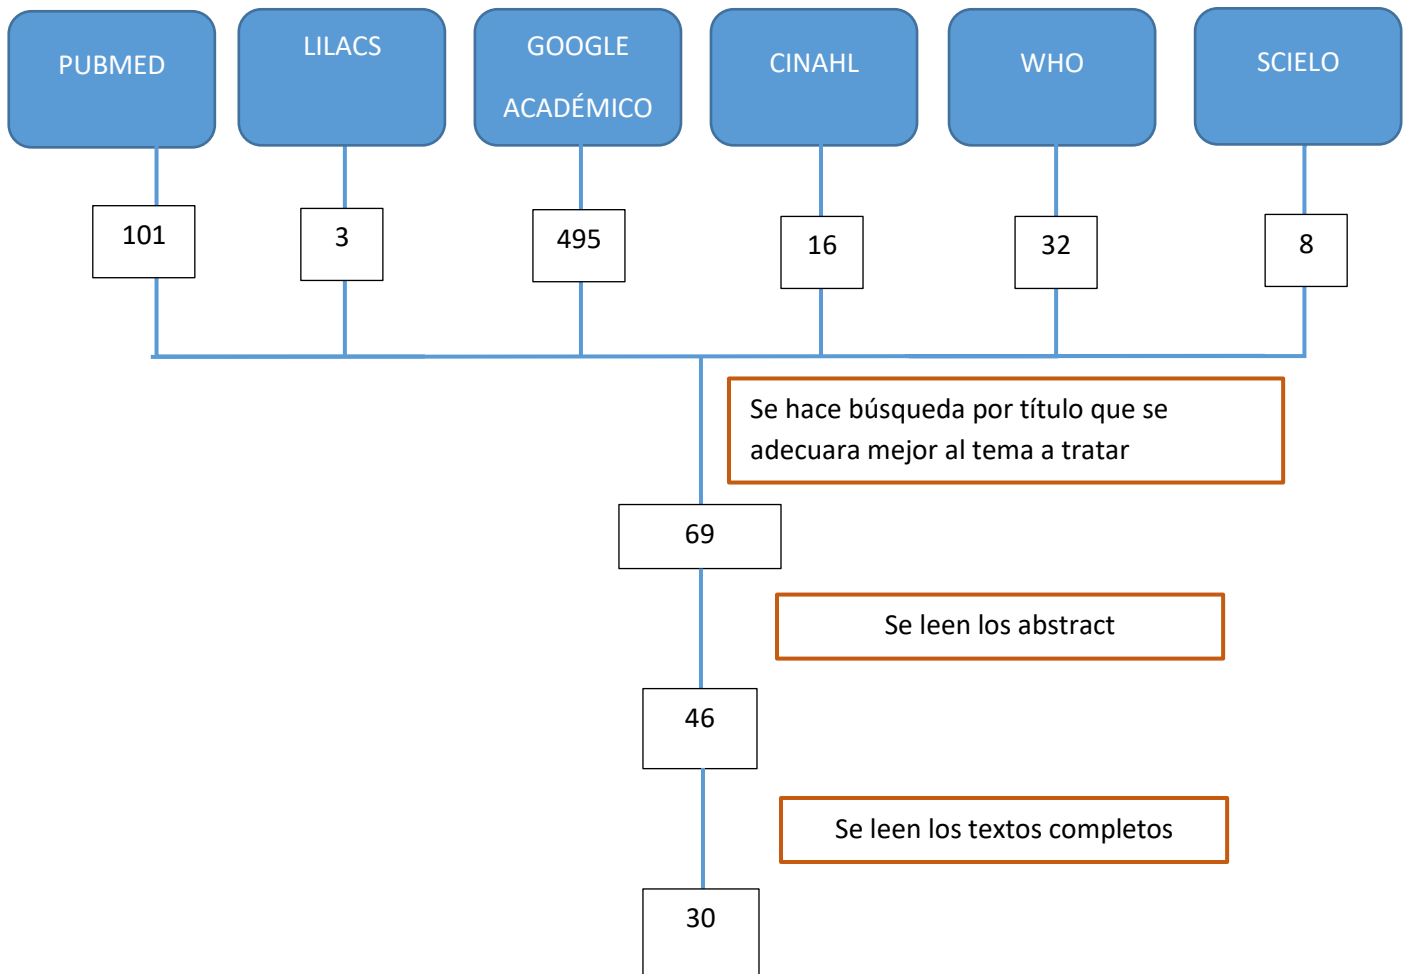 PUBMED
LILACS
GOOGLE
ACADÉMICO
CINAHL
WHO
SCIELO
101
3
495
16
32
8
Se hace búsqueda por título que se
adecuara mejor al tema a tratar
69
Se leen los abstract
46
Se leen los textos completos
30